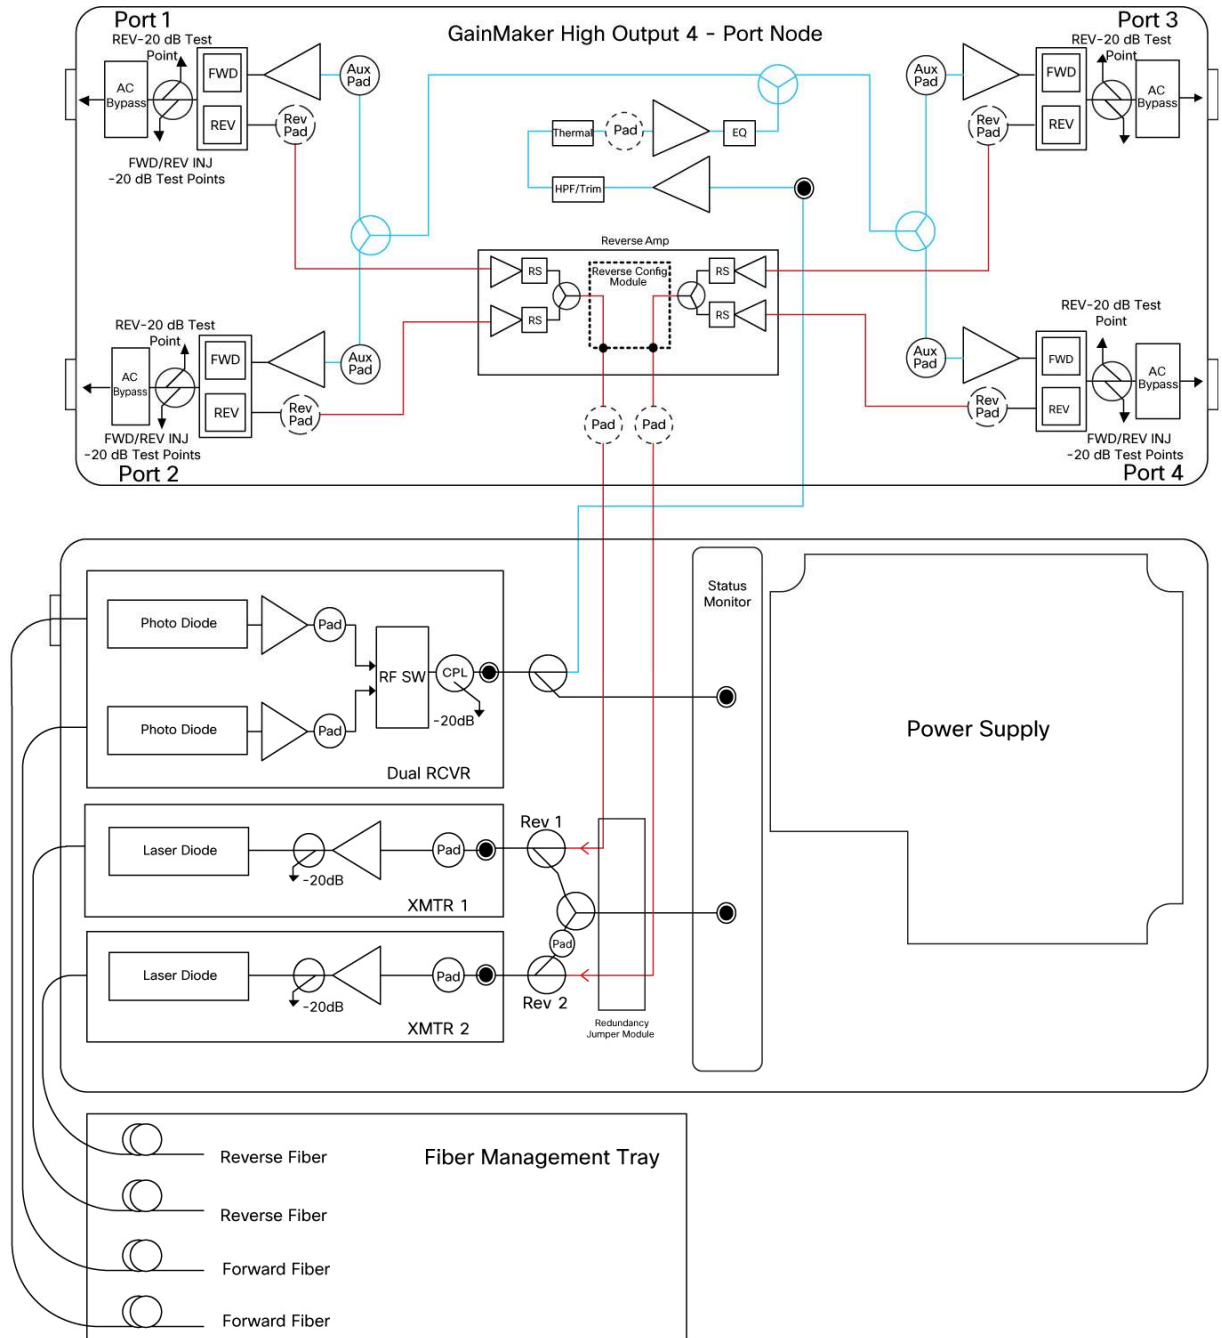 Port 1
GainMaker High Output 4 - Port Node
Port 3
REV-20 dB Test
Point
REV-20 dB Test
Point
AC
Bypass
FWD
REV
Aux
Pad
Rev
Pad
FWD/REV INJ
-20 dB Test Points
Thermal
Pad
EQ
HPF/Trim
Aux
Pad
Rev
Pad
FWD
REV
AC
Bypass
Reverse Amp
RS
RS
Reverse Config
Module
RS
RS
REV-20 dB Test
Point
AC
Bypass
FWD
REV
Aux
Pad
Rev
Pad
FWD/REV INJ
-20 dB Test Points
Port 2
Pad
Pad
REV-20 dB Test
Point
Aux
Pad
Rev
Pad
FWD
REV
AC
Bypass
FWD/REV INJ
-20 dB Test Points
Port 4
Photo Diode
Pad
RF SW
CPL
-20dB
Photo Diode
Pad
Dual RCVR
Status
Monitor
Power Supply
Laser Diode
-20dB
Pad
XMTR 1
Rev 1
Pad
Laser Diode
-20dB
Pad
XMTR 2
Rev 2
Redundancy
Jumper Module
Fiber Management Tray
Reverse Fiber
Reverse Fiber
Forward Fiber
Forward Fiber